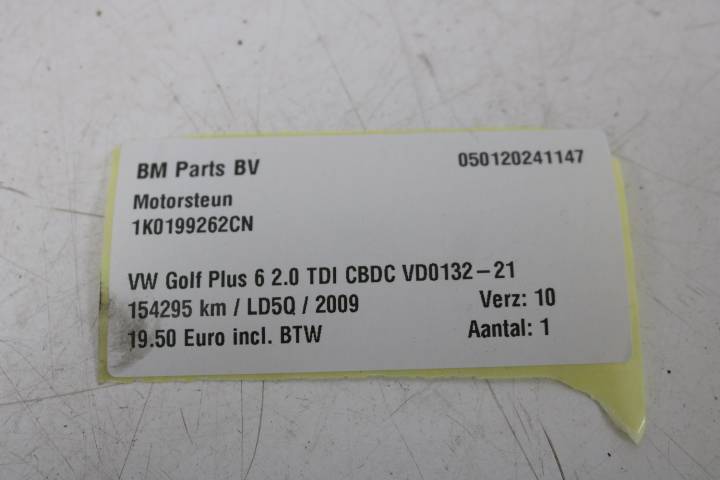 BM Parts BV 050120241147
Motorsteun
1K0199262CN
VW Golf Plus 6 2.0 TDI CBDC VD0132-21
154295 km / LD5Q / 2009 Verz: 10
19.50 Euro incl. BTW Aantal: 1